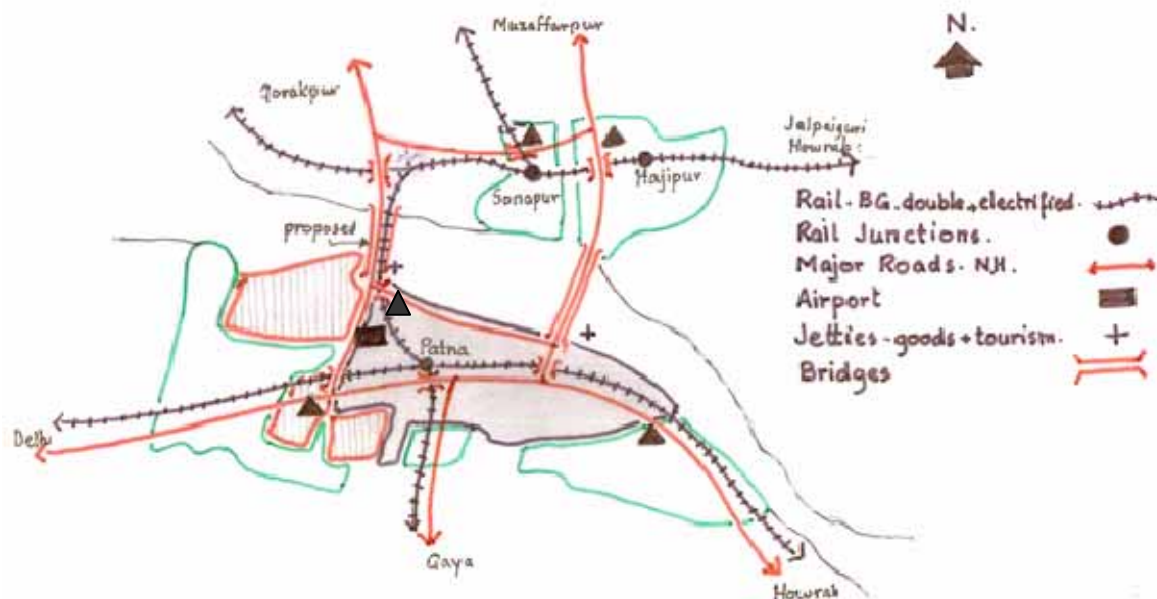 Muzaffarpur
N.
Gorakpur
Jalpaiguri
Howrah:
Sonapur
Hajipur
proposed
Rail-BG-double, electrified.
Rail Junctions.
Major Roads-N.H.
Airport
Jetties-goods+tourism.
Bridges
Patna
Delhi
Gaya
Howrah